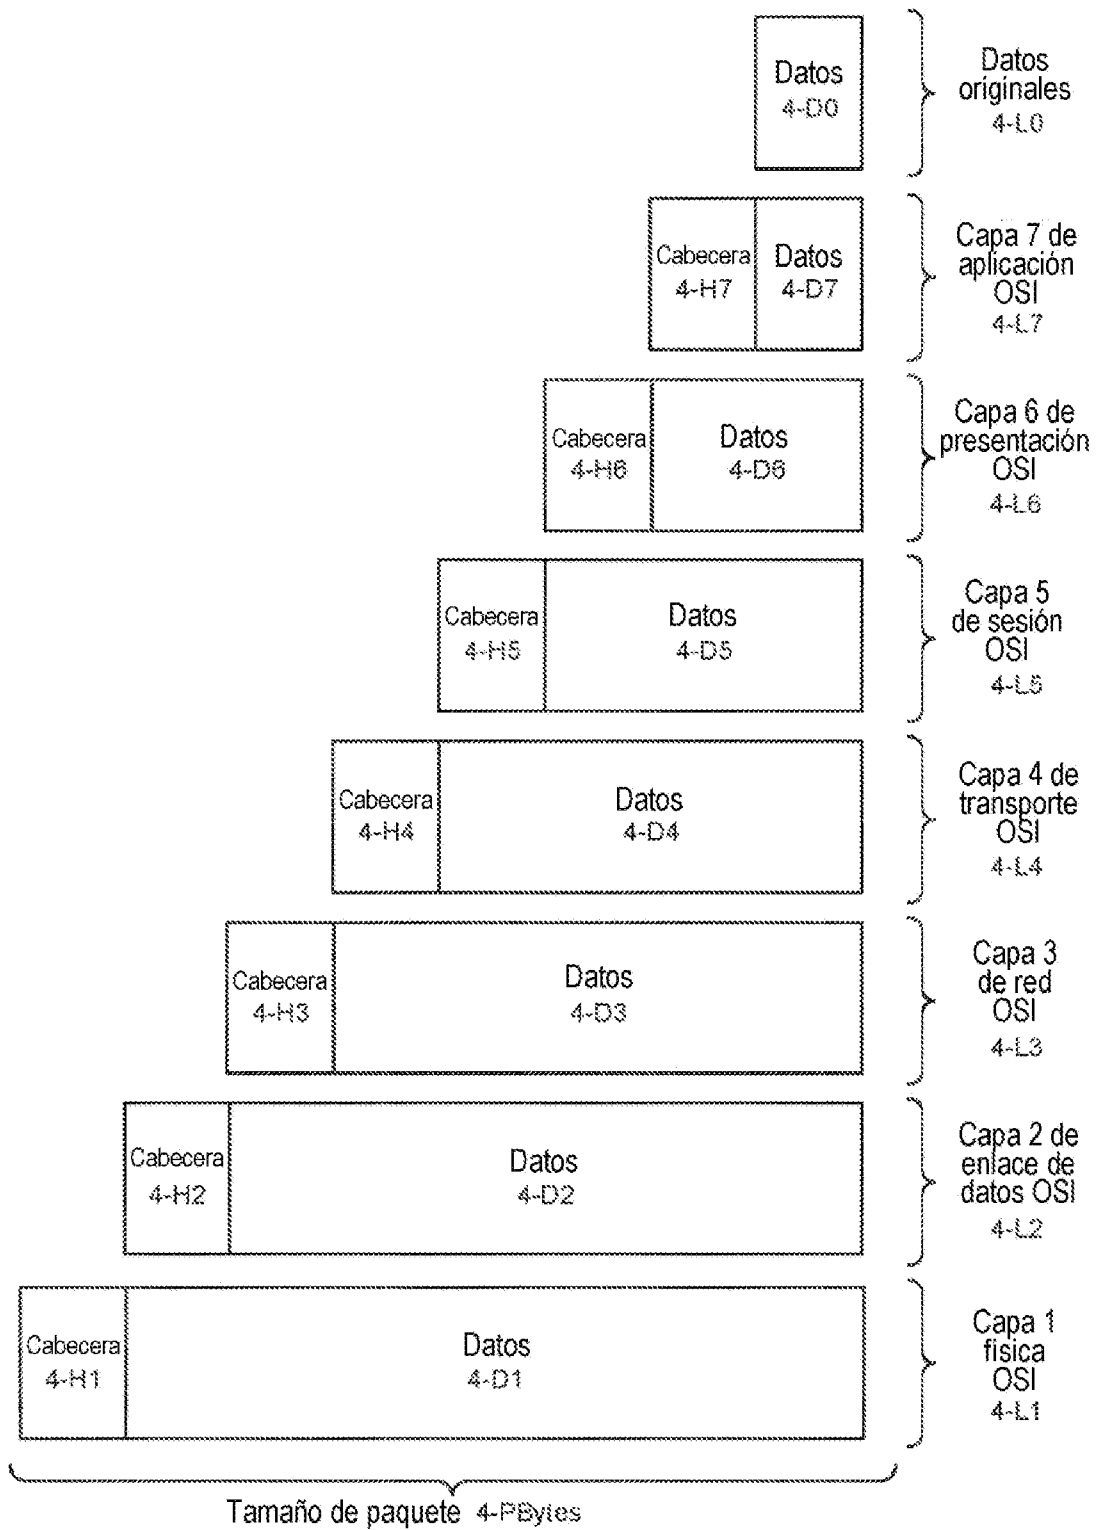 Datos
4-D0
Datos
originales
4-L0
Cabecera
4-H7
Datos
4-D7
Capa 7 de
aplicación
OSI
4-L7
Cabecera
4-H6
Datos
4-D6
Capa 6 de
presentación
OSI
4-L6
Cabecera
4-H5
Datos
4-D5
Capa 5
de sesión
OSI
4-L5
Cabecera
4-H4
Datos
4-D4
Capa 4 de
transporte
OSI
4-L4
Cabecera
4-H3
Datos
4-D3
Capa 3
de red
OSI
4-L3
Cabecera
4-H2
Datos
4-D2
Capa 2 de
enlace de
datos OSI
4-L2
Cabecera
4-H1
Datos
4-D1
Capa 1
física
OSI
4-L1
Tamaño de paquete 4-PBytes